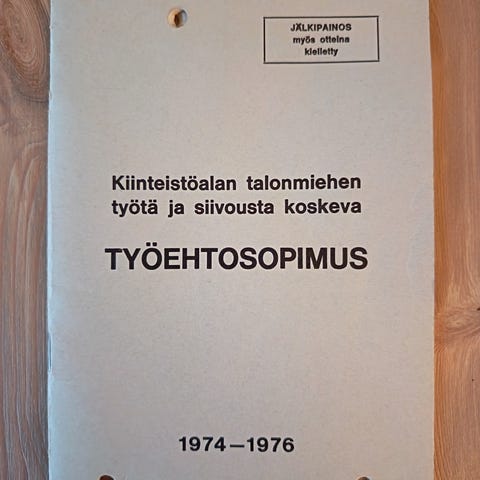 JÄLKIPAINOS
myös otteina
kielletty
Kiinteistöalan talonmiehen
työtä ja siivousta koskeva
TYÖEHTOSOPIMUS
1974—1976